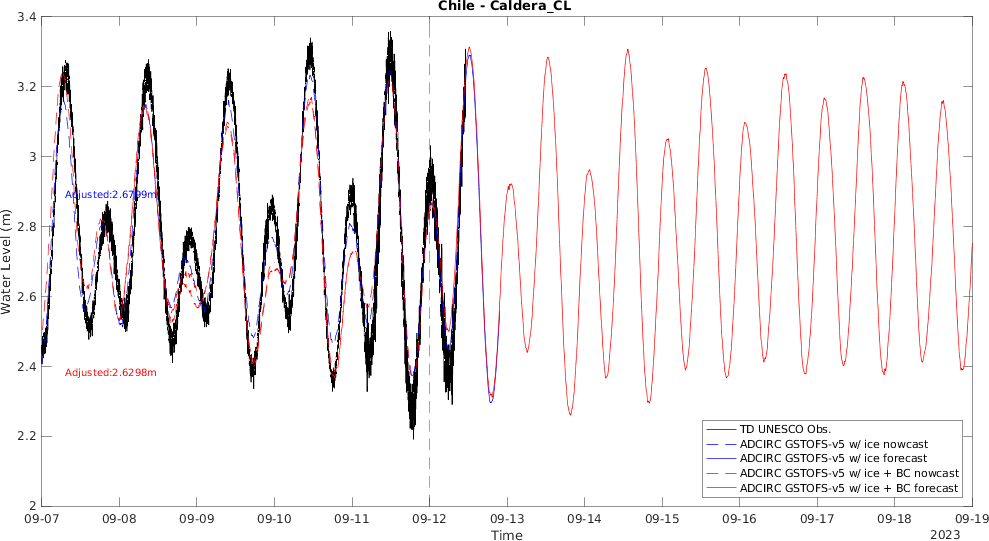 Chile - Caldera_CL
3.4
3.2
3
2.8
2.6
2.4
2.2
2
Water Level (m)
Adjusted:2.6799m
Adjusted:2.6298m
TD UNESCO Obs.
ADCIRC GSTOFS-v5 w/ ice nowcast
ADCIRC GSTOFS-v5 w/ ice forecast
ADCIRC GSTOFS-v5 w/ ice + BC nowcast
ADCIRC GSTOFS-v5 w/ ice + BC forecast
09-07 09-08 09-09 09-10 09-11 09-12 09-13 09-14 09-15 09-16 09-17 09-18 09-19
Time
2023